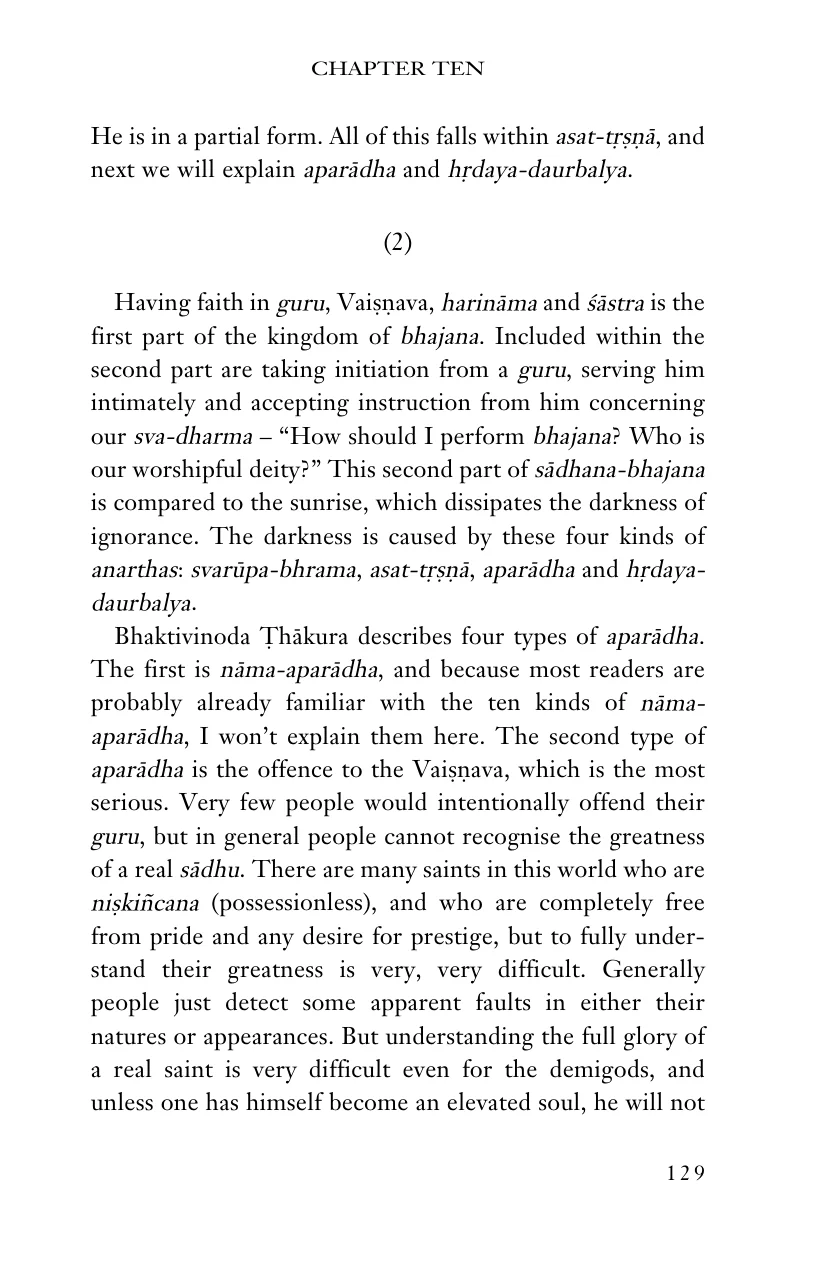 CHAPTER TEN
He is in a partial form. All of this falls within asat-tṛṣṇā, and
next we will explain aparādha and hṛdaya-daurbalya.
(2)
Having faith in guru, Vaiṣṇava, harināma and śāstra is the
first part of the kingdom of bhajana. Included within the
second part are taking initiation from a guru, serving him
intimately and accepting instruction from him concerning
our sva-dharma – “How should I perform bhajana? Who is
our worshipful deity?” This second part of sādhana-bhajana
is compared to the sunrise, which dissipates the darkness of
ignorance. The darkness is caused by these four kinds of
anarthas: svarūpa-bhrama, asat-tṛṣṇā, aparādha and hṛdaya-
daurbalya.
Bhaktivinoda Ṭhākura describes four types of aparādha.
The first is nāma-aparādha, and because most readers are
probably already familiar with the ten kinds of nāma-
aparādha, I won’t explain them here. The second type of
aparādha is the offence to the Vaiṣṇava, which is the most
serious. Very few people would intentionally offend their
guru, but in general people cannot recognise the greatness
of a real sādhu. There are many saints in this world who are
niṣkiñcana (possessionless), and who are completely free
from pride and any desire for prestige, but to fully under-
stand their greatness is very, very difficult. Generally
people just detect some apparent faults in either their
natures or appearances. But understanding the full glory of
a real saint is very difficult even for the demigods, and
unless one has himself become an elevated soul, he will not
129